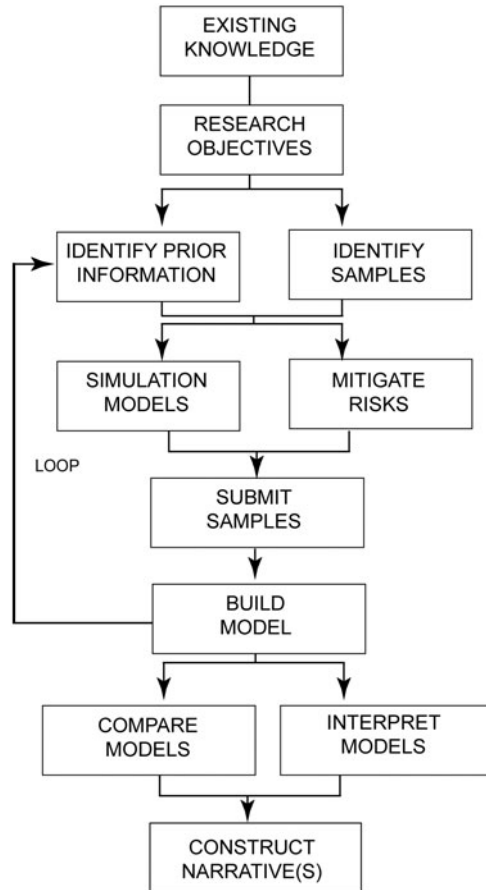 EXISTING
KNOWLEDGE
RESEARCH
OBJECTIVES
IDENTIFY PRIOR
INFORMATION
IDENTIFY
SAMPLES
SIMULATION
MODELS
MITIGATE
RISKS
LOOP
SUBMIT
SAMPLES
BUILD
MODEL
COMPARE
MODELS
INTERPRET
MODELS
CONSTRUCT
NARRATIVE(S)